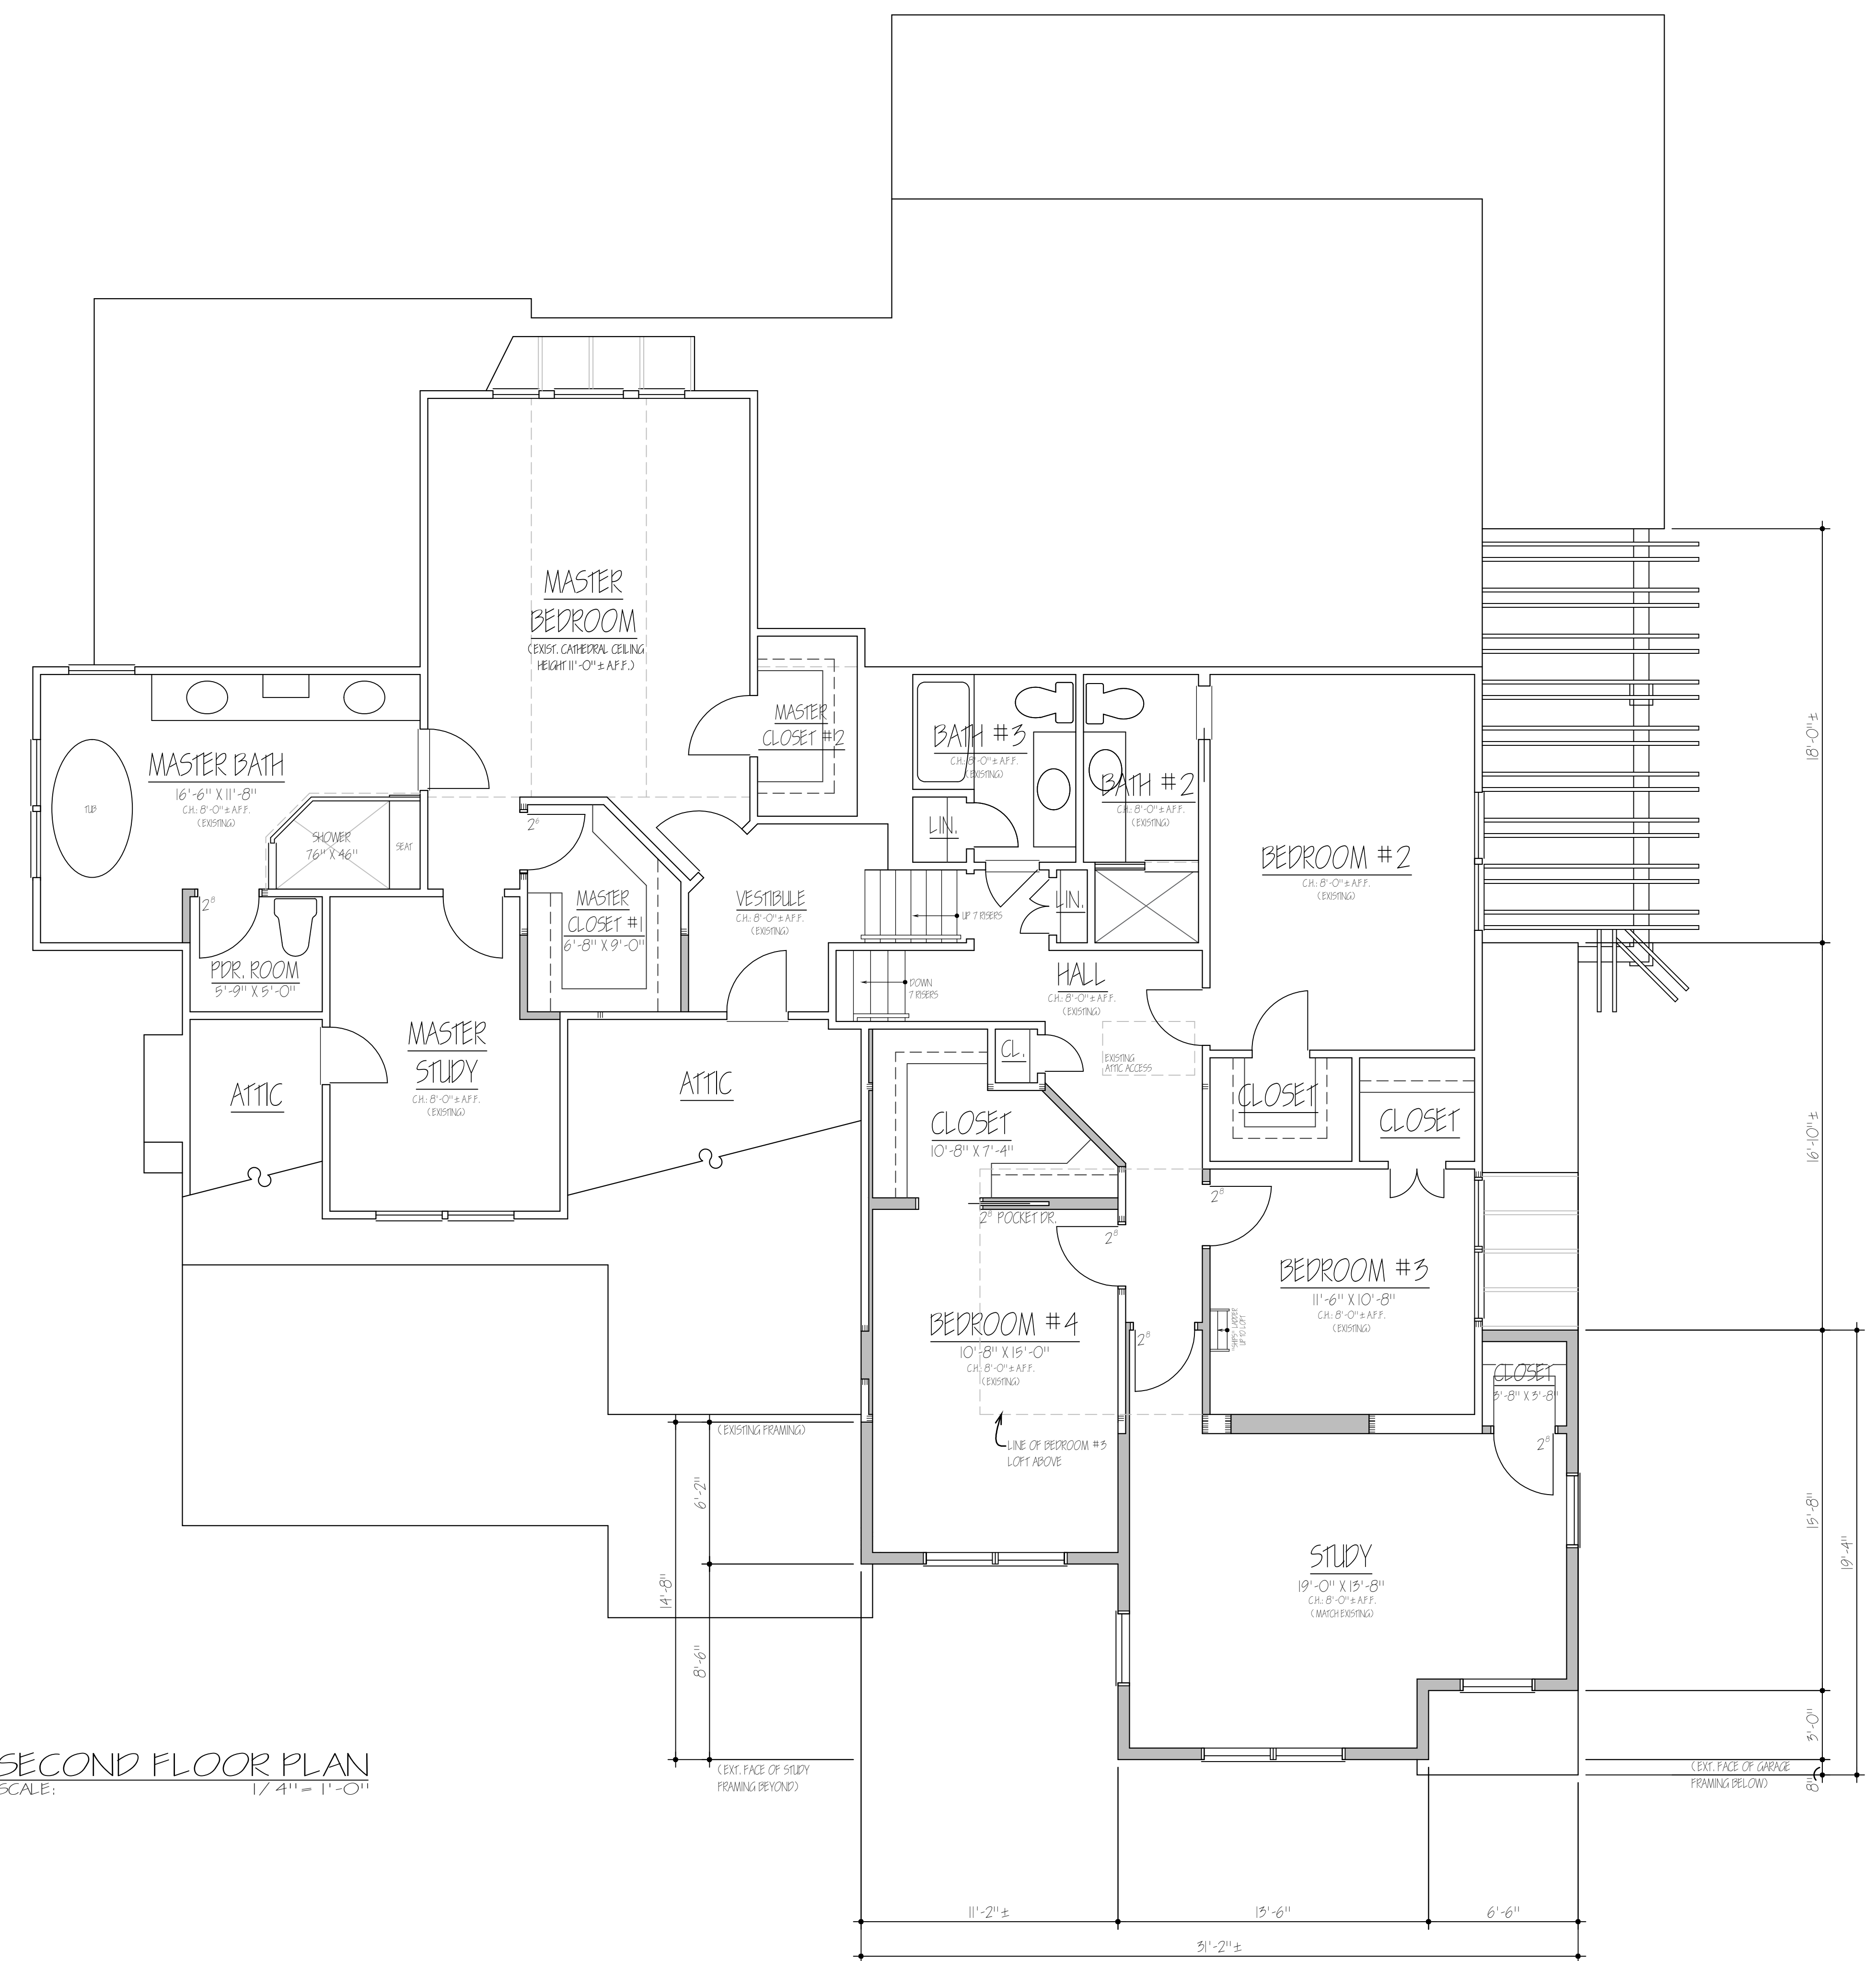 MASTER
BEDROOM
(EXIST. CATHEDRAL CEILING
HEIGHT 11'-0" ± A.F.F.)
MASTER
CLOSET #2
MASTER BATH
16'-6" X 11'-8"
C.H.: 8'-0" ± A.F.F.
(EXISTING)
TUB
SHOWER
76" X 46"
SEAT
2⁶
BATH #3
C.H.: 8'-0" ± A.F.F.
(EXISTING)
BATH #2
C.H.: 8'-0" ± A.F.F.
(EXISTING)
LIN.
LIN.
BEDROOM #2
C.H.: 8'-0" ± A.F.F.
(EXISTING)
18'-0"±
MASTER
CLOSET #1
6'-8" X 9'-0"
VESTIBULE
C.H.: 8'-0" ± A.F.F.
(EXISTING)
UP 7 RISERS
DOWN
7 RISERS
2⁸
PDR. ROOM
5'-9" X 5'-0"
HALL
C.H.: 8'-0" ± A.F.F.
(EXISTING)
MASTER
STUDY
C.H.: 8'-0" ± A.F.F.
(EXISTING)
ATTIC
ATTIC
CL.
EXISTING
ATTIC ACCESS
CLOSET
CLOSET
CLOSET
10'-8" X 7'-4"
16'-10"±
2⁸ POCKET DR.
2⁸
2⁸
BEDROOM #3
11'-6" X 10'-8"
C.H.: 8'-0" ± A.F.F.
(EXISTING)
BEDROOM #4
10'-8" X 15'-0"
C.H.: 8'-0" ± A.F.F.
(EXISTING)
UP TO LOFT
2⁸
CLOSET
3'-8" X 3'-8"
2⁸
(EXISTING FRAMING)
LINE OF BEDROOM #3
LOFT ABOVE
6'-2"
14'-8"
8'-6"
STUDY
19'-0" X 13'-8"
C.H.: 8'-0" ± A.F.F.
(MATCH EXISTING)
15'-8"
19'-4"
3'-0"
8"
SECOND FLOOR PLAN
SCALE: 1/4" = 1'-0"
(EXT. FACE OF STUDY
FRAMING BEYOND)
(EXT. FACE OF GARAGE
FRAMING BELOW)
11'-2"±
13'-6"
6'-6"
31'-2"±